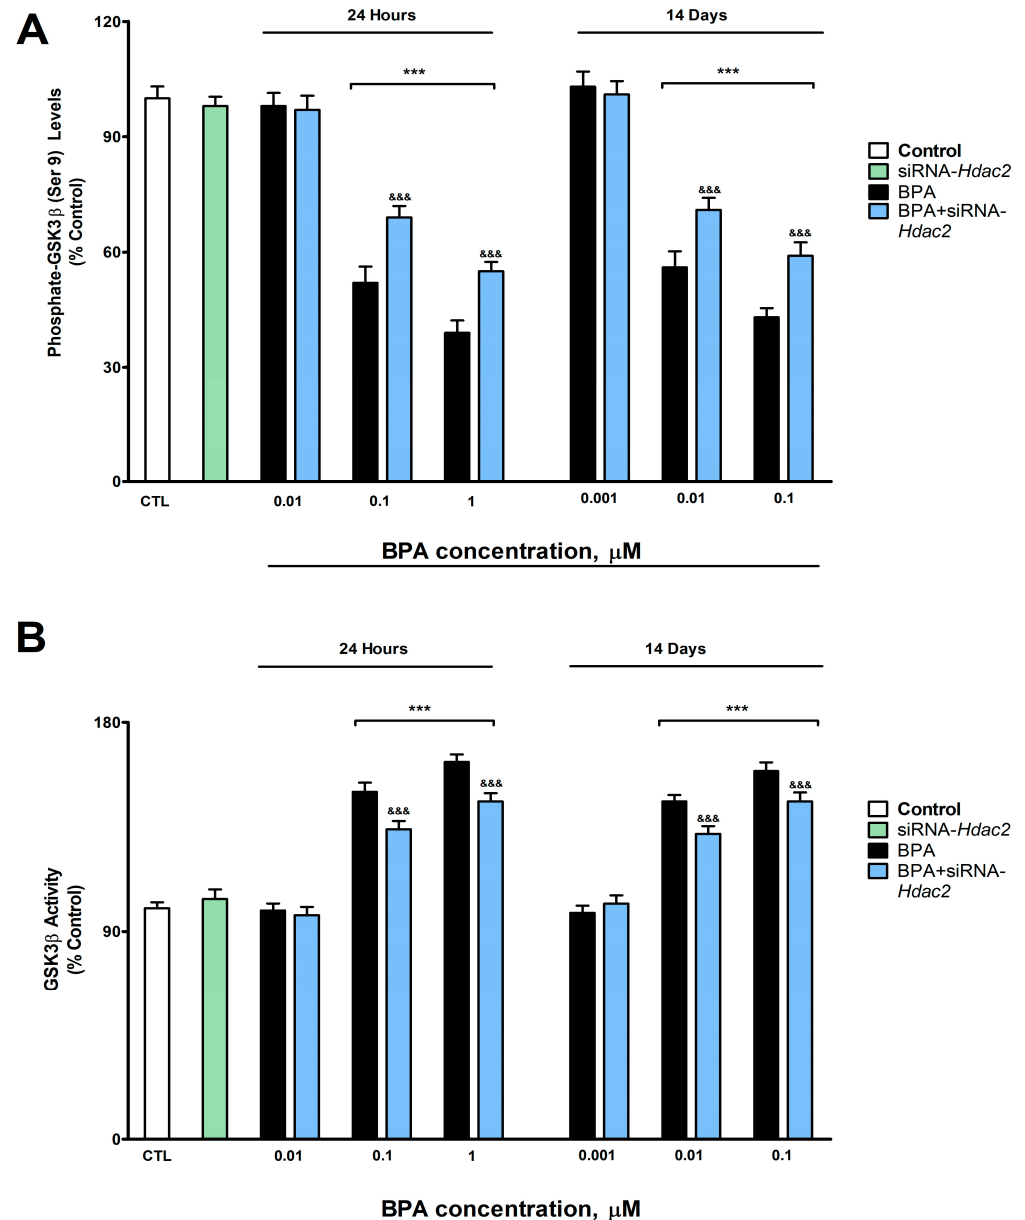 A
24 Hours
14 Days
120
90
60
30
0
Phosphate-GSK3β (Ser 9) Levels
(% Control)
***
***
&&&
&&&
&&&
&&&
Control
siRNA-Hdac2
BPA
BPA+siRNA-
Hdac2
CTL
0.01
0.1
1
0.001
0.01
0.1
BPA concentration, μM
B
24 Hours
14 Days
180
90
0
GSK3β Activity
(% Control)
***
***
&&&
&&&
&&&
&&&
Control
siRNA-Hdac2
BPA
BPA+siRNA-
Hdac2
CTL
0.01
0.1
1
0.001
0.01
0.1
BPA concentration, μM